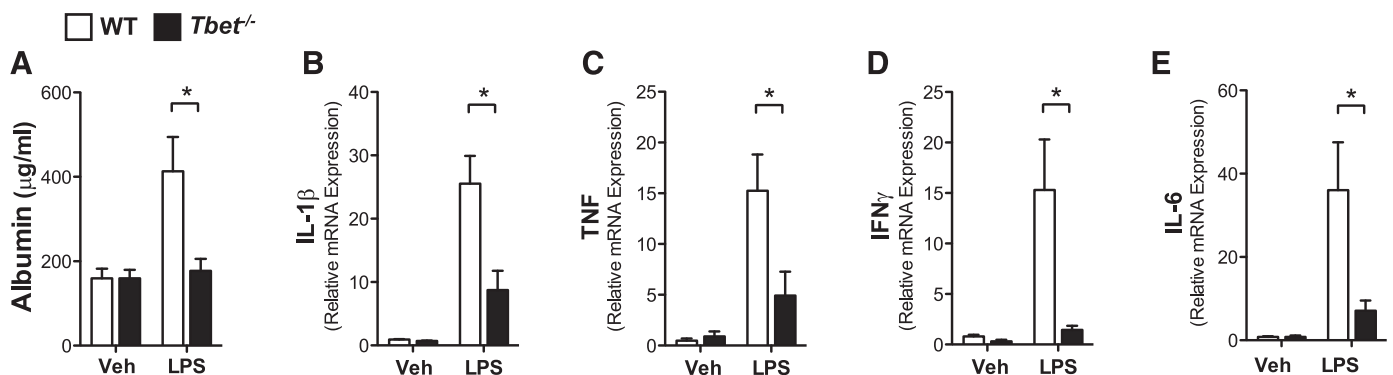 WT Tbet-/-
A B C D E
Albumin (μg/ml)
600
400
200
0
Veh LPS
*
IL-1β
(Relative mRNA Expression)
40
30
20
10
0
Veh LPS
*
TNF
(Relative mRNA Expression)
25
20
15
10
5
0
Veh LPS
*
IFNγ
(Relative mRNA Expression)
25
20
15
10
5
0
Veh LPS
*
IL-6
(Relative mRNA Expression)
60
40
20
0
Veh LPS
*